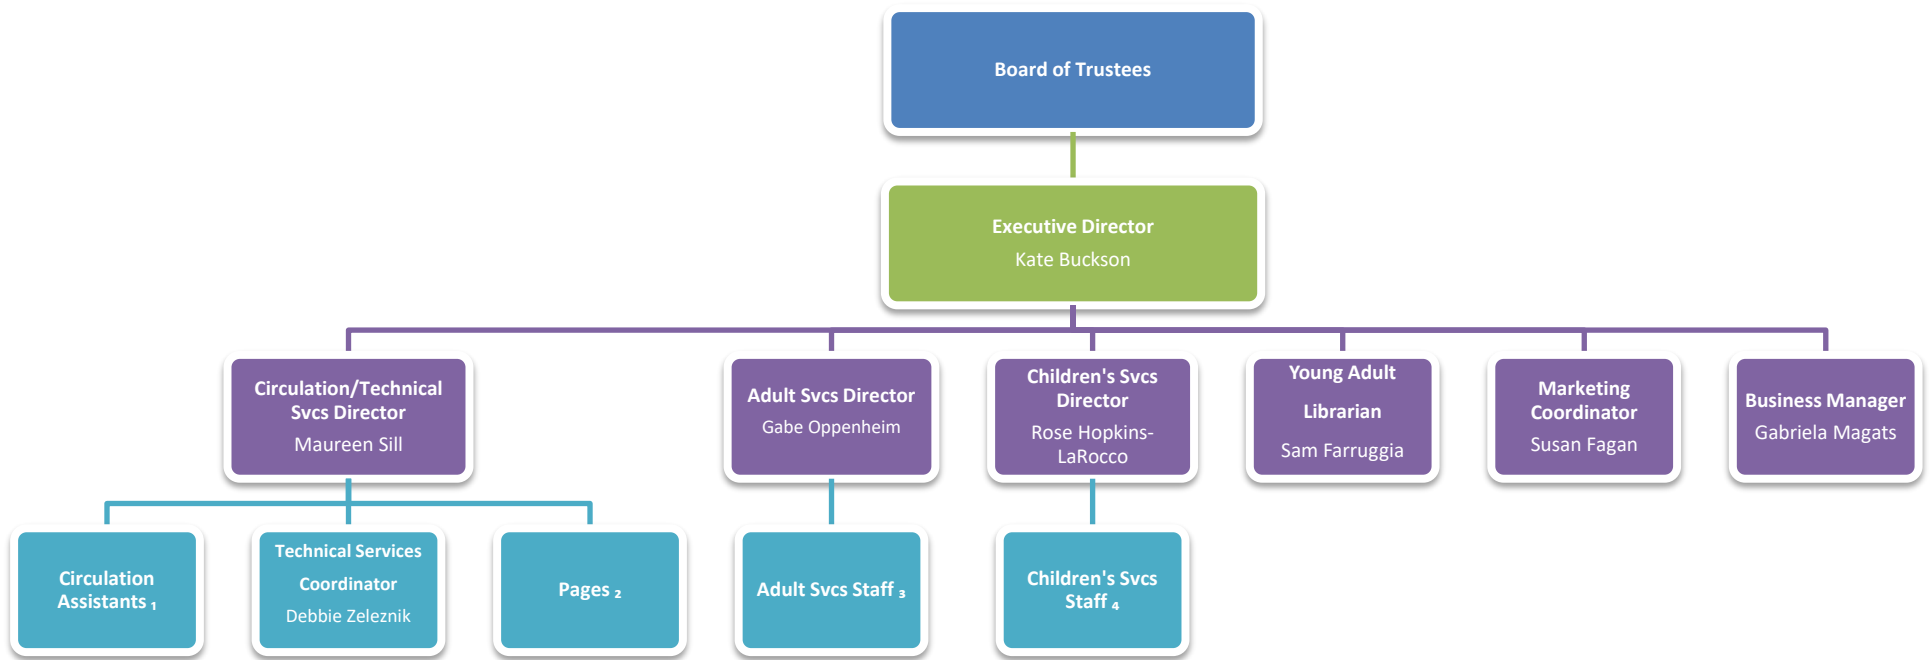 Board of Trustees
Executive Director
Kate Buckson
Circulation/Technical
Svcs Director
Maureen Sill
Adult Svcs Director
Gabe Oppenheim
Children's Svcs
Director
Rose Hopkins-
LaRocco
Young Adult
Librarian
Sam Farruggia
Marketing
Coordinator
Susan Fagan
Business Manager
Gabriela Magats
Circulation
Assistants ₁
Technical Services
Coordinator
Debbie Zeleznik
Pages ₂
Adult Svcs Staff ₃
Children's Svcs
Staff ₄